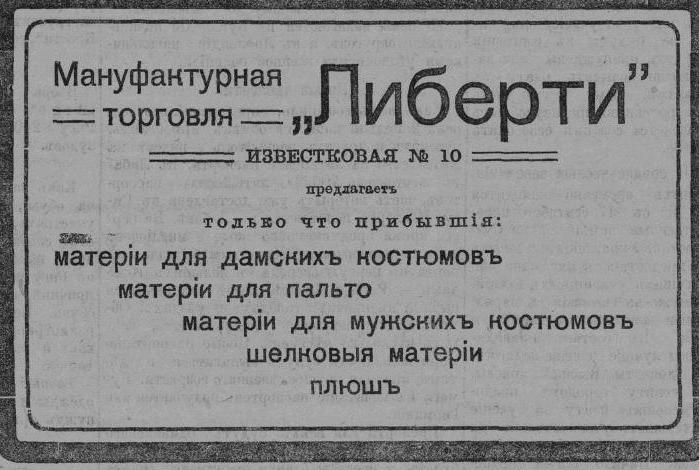 Мануфактурная
торговля
„Либерти”
ИЗВЕСТКОВАЯ № 10
предлагаетъ
только что прибывшія:
матеріи для дамскихъ костюмовъ
матеріи для пальто
матеріи для мужскихъ костюмовъ
шелковыя матеріи
плюшъ